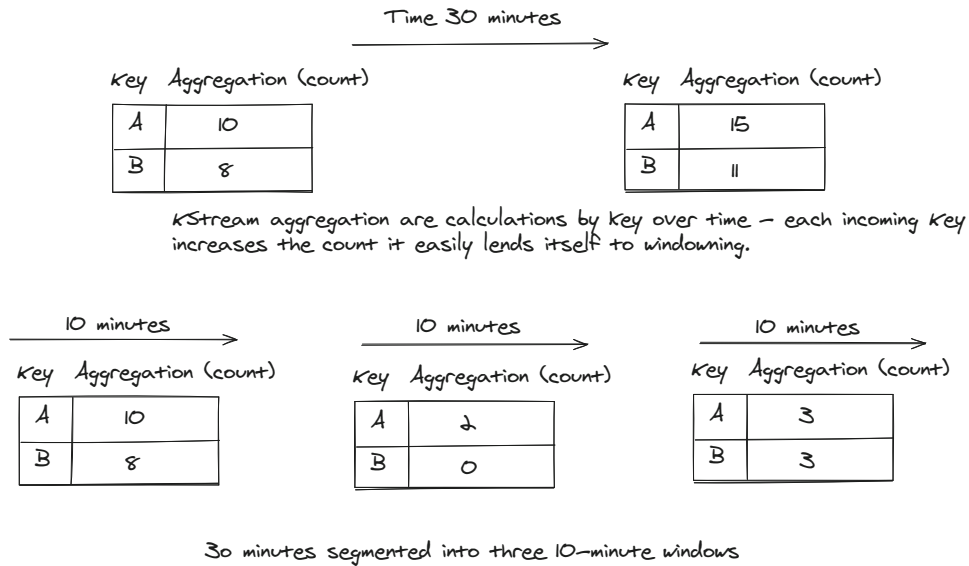 Time 30 minutes
Key Aggregation (count) Key Aggregation (count)
A 10 A 15
B 8 B 11
KStream aggregation are calculations by key over time – each incoming key
increases the count it easily lends itself to windowning.
10 minutes 10 minutes 10 minutes
Key Aggregation (count) Key Aggregation (count) Key Aggregation (count)
A 10 A 2 A 3
B 8 B 0 B 3
30 minutes segmented into three 10-minute windows